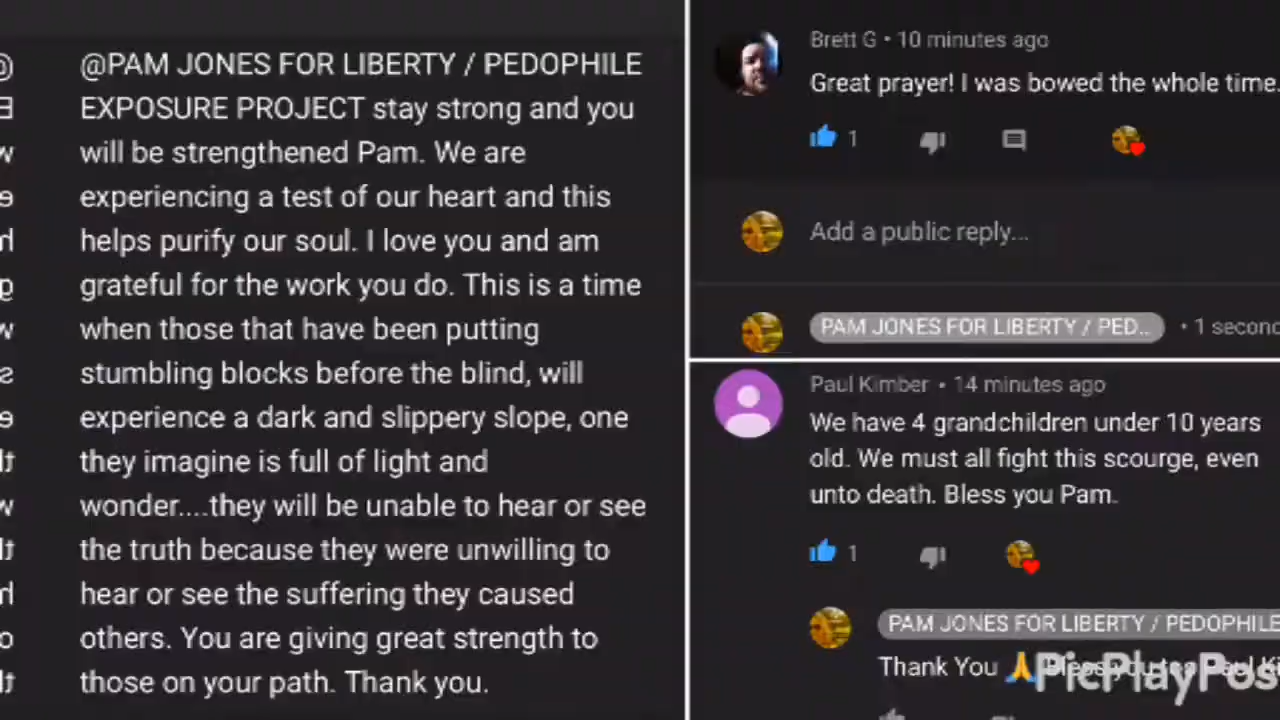 @PAM JONES FOR LIBERTY / PEDOPHILE
EXPOSURE PROJECT stay strong and you
will be strengthened Pam. We are
experiencing a test of our heart and this
helps purify our soul. I love you and am
grateful for the work you do. This is a time
when those that have been putting
stumbling blocks before the blind, will
experience a dark and slippery slope, one
they imagine is full of light and
wonder....they will be unable to hear or see
the truth because they were unwilling to
hear or see the suffering they caused
others. You are giving great strength to
those on your path. Thank you.
Brett G • 10 minutes ago
Great prayer! I was bowed the whole time.
1
Add a public reply...
PAM JONES FOR LIBERTY / PED... • 1 second
Paul Kimber • 14 minutes ago
We have 4 grandchildren under 10 years
old. We must all fight this scourge, even
unto death. Bless you Pam.
1
PAM JONES FOR LIBERTY / PEDOPHILE
Thank You 🙏 Bless you too Paul Ki
PicPlayPos